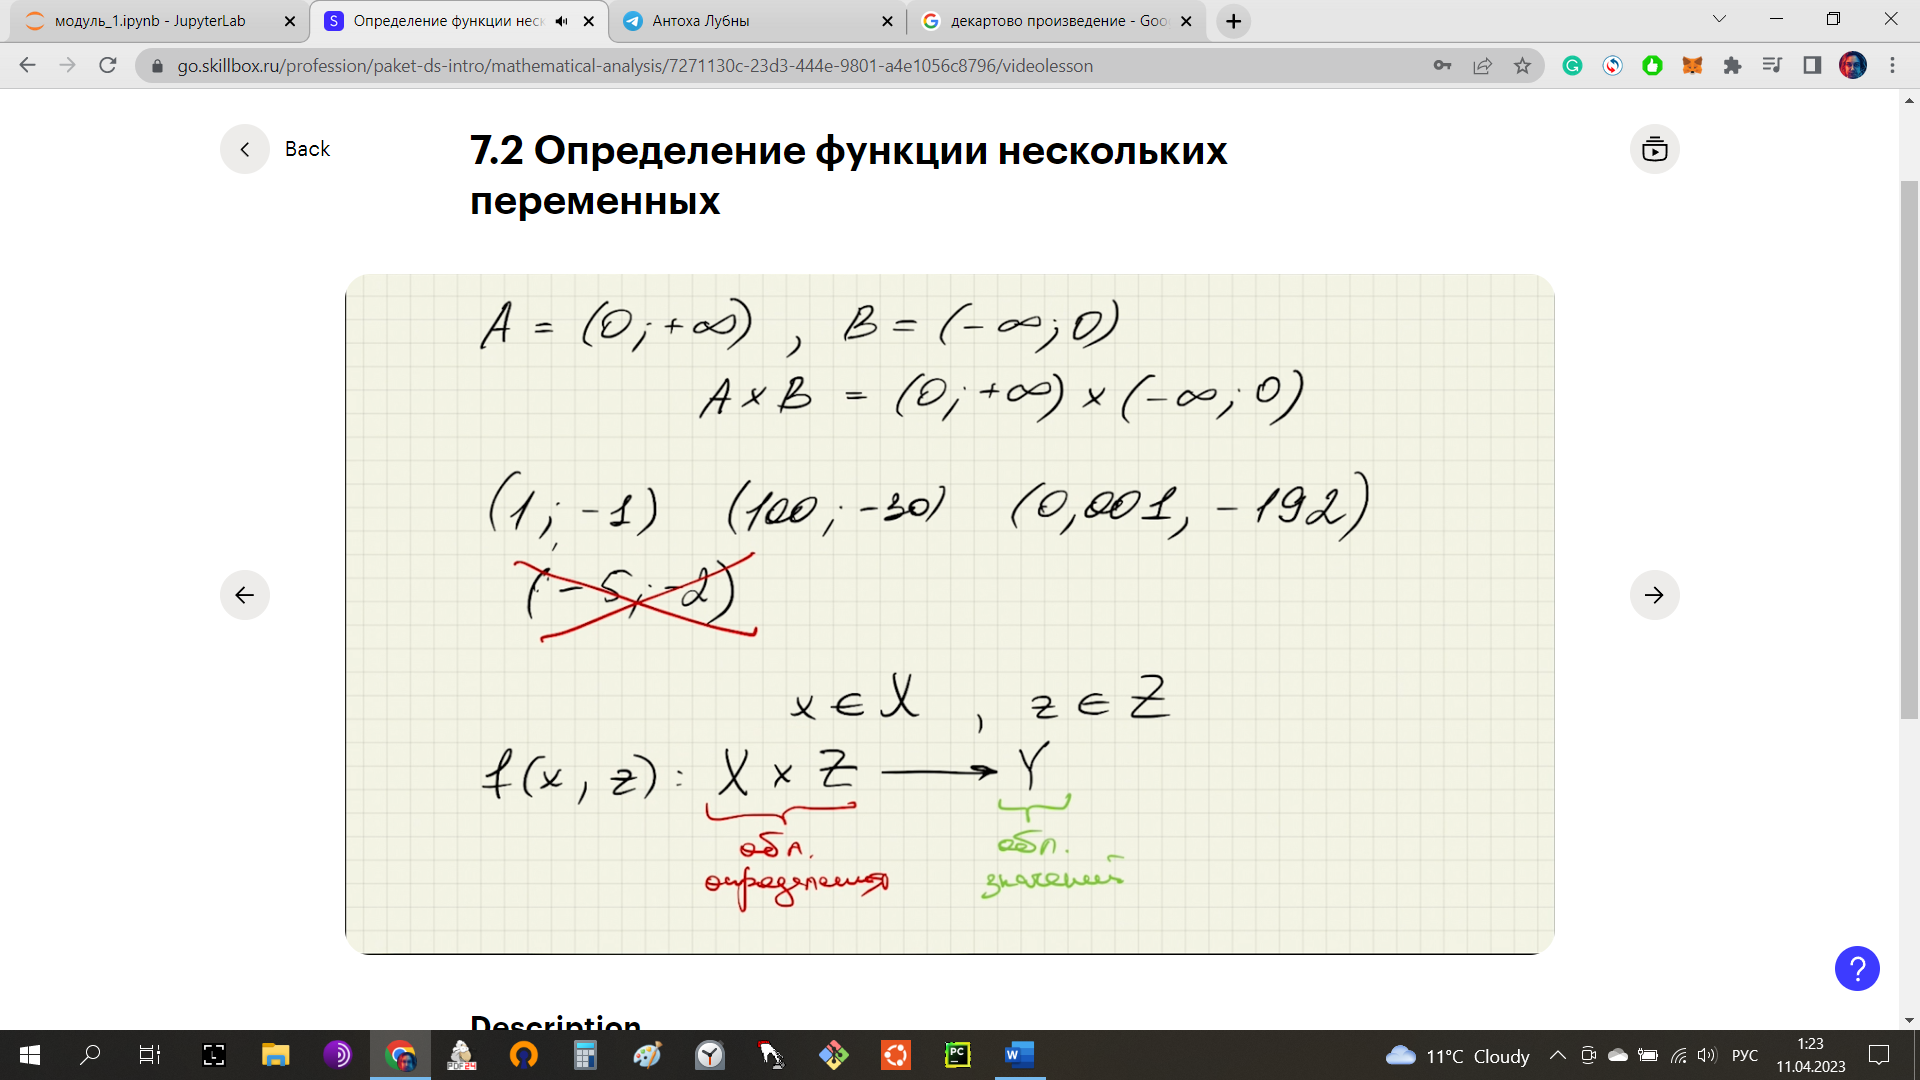 модуль_1.ipynb - JupyterLab
Определение функции неск
Антоха Лубны
декартово произведение - Goo
go.skillbox.ru/profession/paket-ds-intro/mathematical-analysis/7271130c-23d3-444e-9801-a4e1056c8796/videolesson
Back
7.2 Определение функции нескольких
переменных
A = (0; +∞) , B = (-∞; 0)
A × B = (0; +∞) × (-∞; 0)
(1; -1) (100; -30) (0,001, -192)
(-5; -2)
x ∈ X , z ∈ Z
f(x, z): X × Z → Y
обл. обл.
определения значений
?
Description
11°C Cloudy
РУС
1:23
11.04.2023